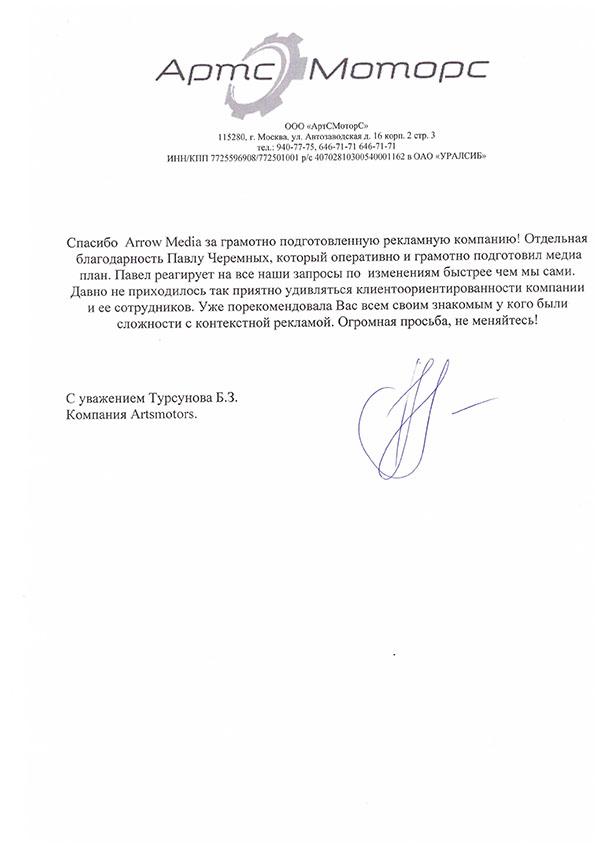 Артс Моторс
ООО «АртСМоторС»
115280, г. Москва, ул. Автозаводская д. 16 корп. 2 стр. 3
тел.: 940-77-75, 646-71-71 646-71-71
ИНН/КПП 7725596908/772501001 р/с 40702810300540001162 в ОАО «УРАЛСИБ»
Спасибо Arrow Media за грамотно подготовленную рекламную компанию! Отдельная
благодарность Павлу Черемных, который оперативно и грамотно подготовил медиа
план. Павел реагирует на все наши запросы по изменениям быстрее чем мы сами.
Давно не приходилось так приятно удивляться клиентоориентированности компании
и ее сотрудников. Уже порекомендовала Вас всем своим знакомым у кого были
сложности с контекстной рекламой. Огромная просьба, не меняйтесь!
С уважением Турсунова Б.З.
Компания Artsmotors.